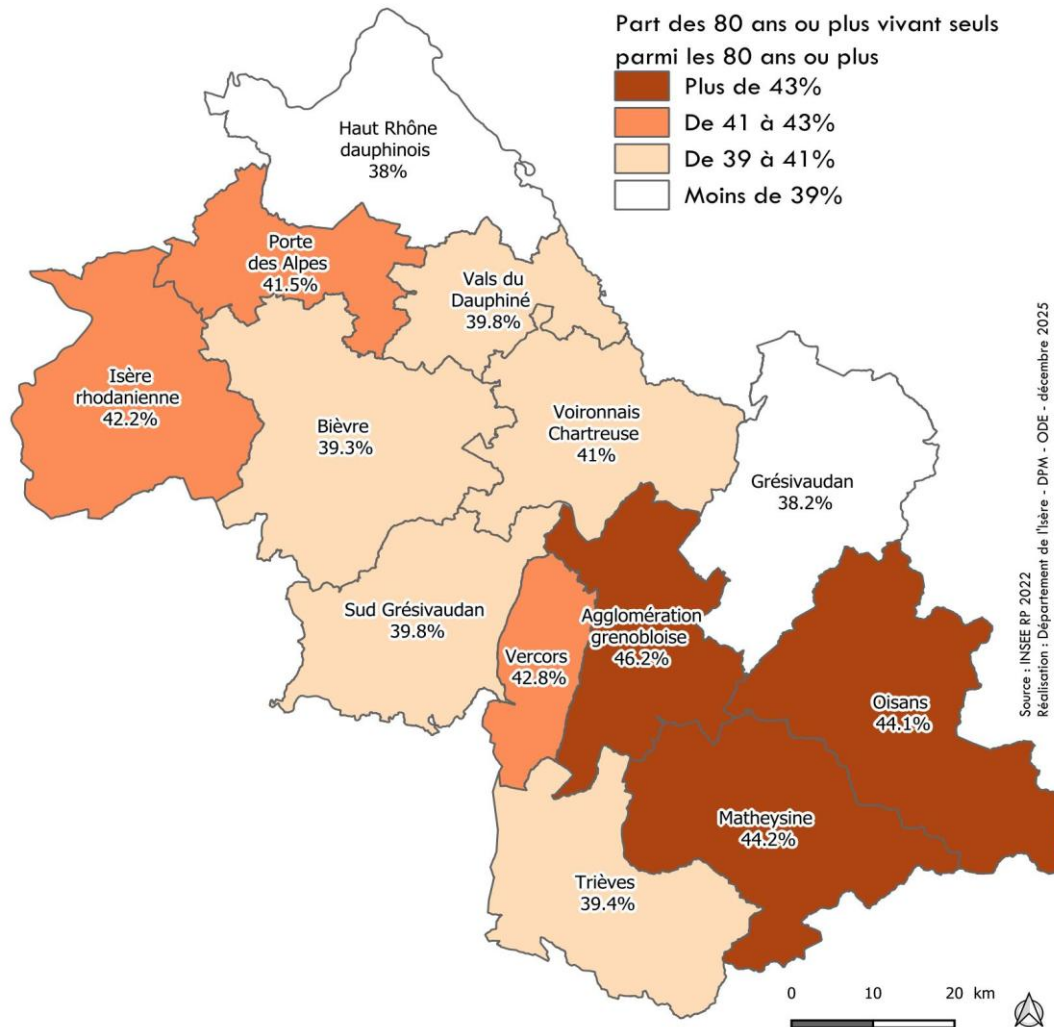 Part des 80 ans ou plus vivant seuls
parmi les 80 ans ou plus
Plus de 43%
De 41 à 43%
De 39 à 41%
Moins de 39%
Haut Rhône
dauphinois
38%
Porte
des Alpes
41.5%
Vals du
Dauphiné
39.8%
Isère
rhodanienne
42.2%
Bièvre
39.3%
Voironnais
Chartreuse
41%
Grésivaudan
38.2%
Sud Grésivaudan
39.8%
Vercors
42.8%
Agglomération
grenobloise
46.2%
Oisans
44.1%
Matheysine
44.2%
Trièves
39.4%
Source : INSEE RP 2022
Réalisation : Département de l'Isère - DPM - ODE - décembre 2025
0 10 20 km